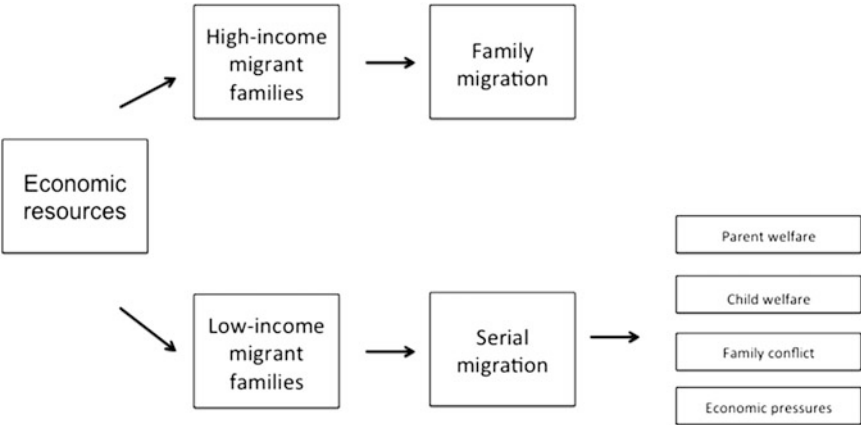 High-income
migrant
families
Family
migration
Economic
resources
Low-income
migrant
families
Serial
migration
Parent welfare
Child welfare
Family conflict
Economic pressures